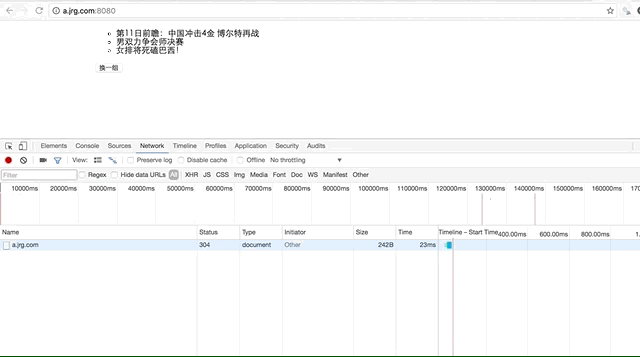 a.jrg.com:8080
第11日前瞻：中国冲击4金 博尔特再战
男双力争会师决赛
女排将死磕巴西!
换一组
Elements Console Sources Network Timeline Profiles Application Security Audits
View: Preserve log Disable cache Offline No throttling
Filter Regex Hide data URLs All XHR JS CSS Img Media Font Doc WS Manifest Other
10000ms 20000ms 30000ms 40000ms 50000ms 60000ms 70000ms 80000ms 90000ms 100000ms 110000ms 120000ms 130000ms 140000ms 150000ms 160000ms
Name Status Type Initiator Size Time Timeline – Start Time 400.00ms 600.00ms 800.00ms
a.jrg.com 304 document Other 242B 23ms